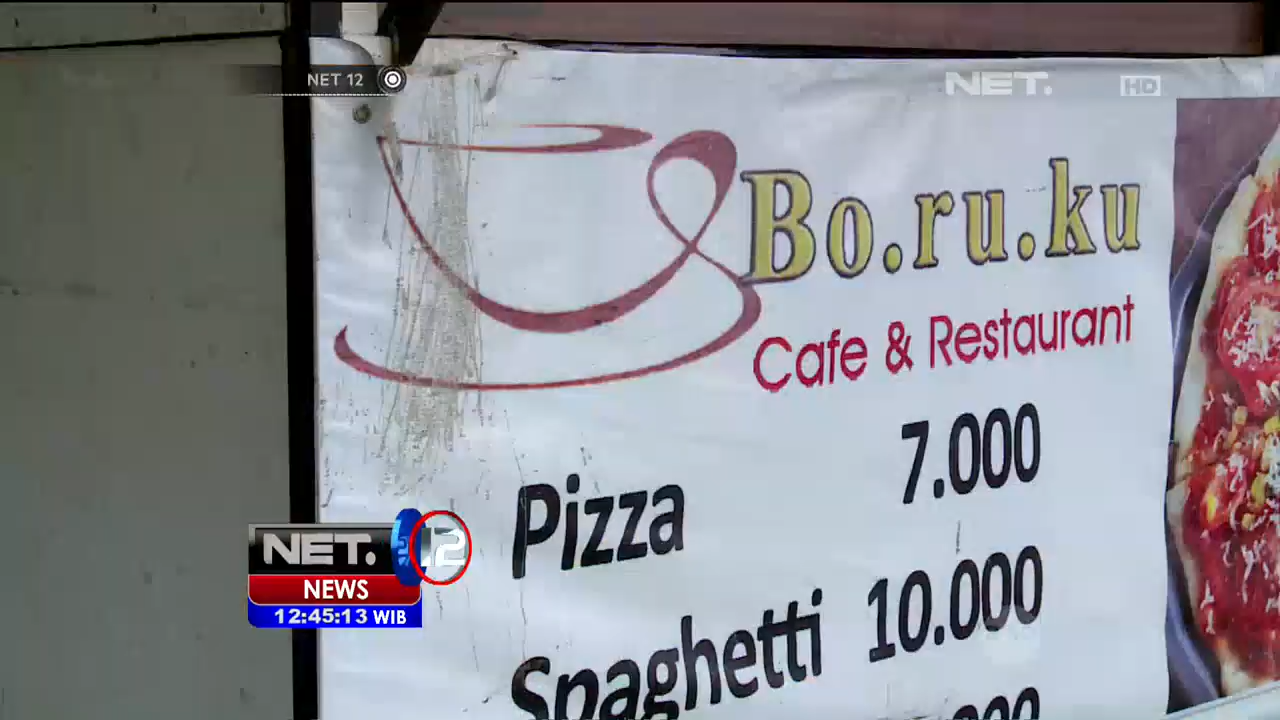 NET 12
NET. HD
Bo.ru.ku
Cafe & Restaurant
Pizza 7.000
Spaghetti 10.000
NET. 12
NEWS
12:45:13 WIB